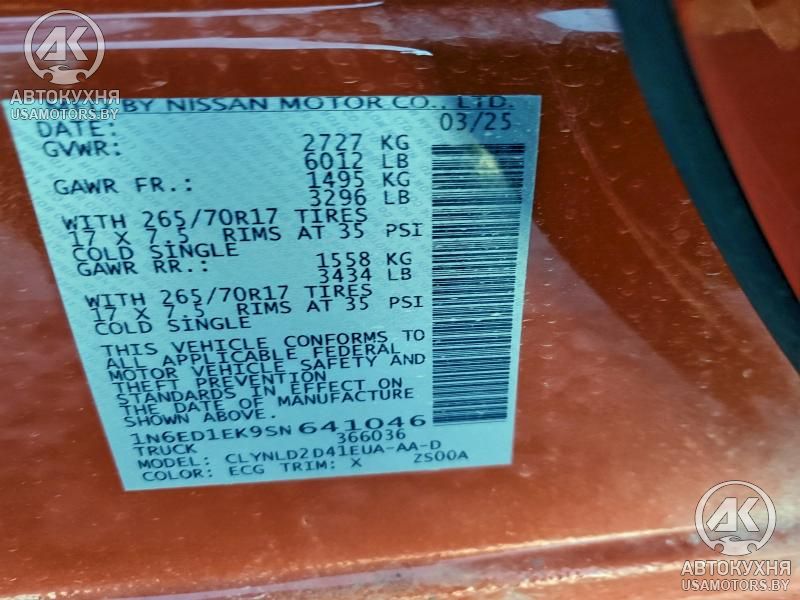 AK
АВТОКУХНЯ
USAMOTORS.BY
BY NISSAN MOTOR CO., LTD.
DATE: 03/25
GVWR: 2727 KG
6012 LB
GAWR FR.: 1495 KG
3296 LB
WITH 265/70R17 TIRES
17 X 7.5 RIMS AT 35 PSI
COLD SINGLE
GAWR RR.: 1558 KG
3434 LB
WITH 265/70R17 TIRES
17 X 7.5 RIMS AT 35 PSI
COLD SINGLE
THIS VEHICLE CONFORMS TO
ALL APPLICABLE FEDERAL
MOTOR VEHICLE SAFETY AND
THEFT PREVENTION
STANDARDS IN EFFECT ON
THE DATE OF MANUFACTURE
SHOWN ABOVE.
1N6ED1EK9SN641046
TRUCK 366036
MODEL: CLYNLD2D41EUA-AA-D
COLOR: ECG TRIM: X ZS00A
AK
АВТОКУХНЯ
USAMOTORS.BY